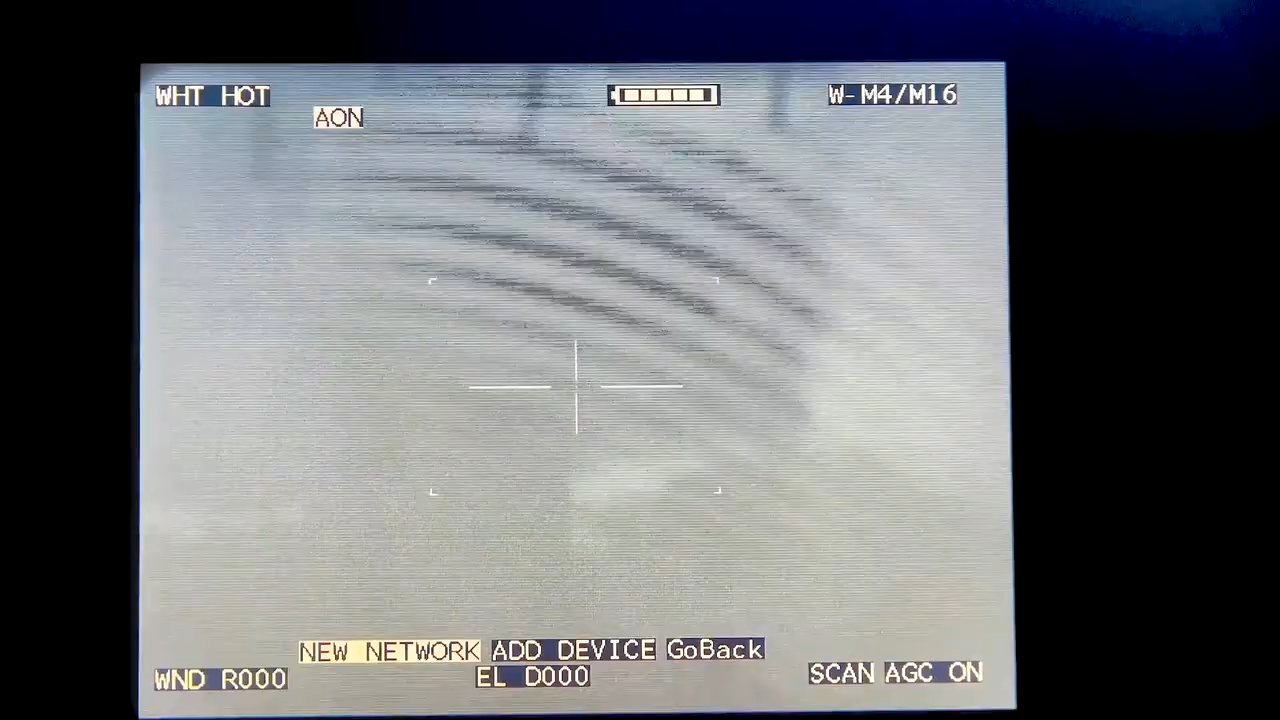 WHT HOT
W-M4/M16
AON
NEW NETWORK ADD DEVICE GoBack
WND R000
EL D000
SCAN AGC ON